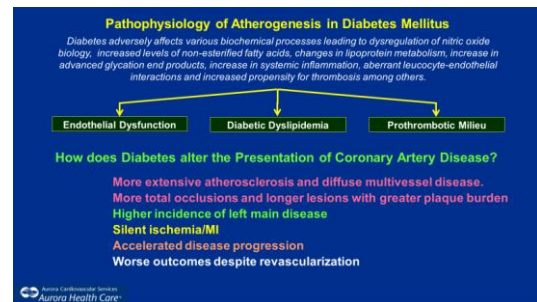 Pathophysiology of Atherogenesis in Diabetes Mellitus
Diabetes adversely affects various biochemical processes leading to dysregulation of nitric oxide
biology, increased levels of non-esterified fatty acids, changes in lipoprotein metabolism, increase in
advanced glycation end products, increase in systemic inflammation, aberrant leucocyte-endothelial
interactions and increased propensity for thrombosis among others.
Endothelial Dysfunction
Diabetic Dyslipidemia
Prothrombotic Milieu
How does Diabetes alter the Presentation of Coronary Artery Disease?
More extensive atherosclerosis and diffuse multivessel disease.
More total occlusions and longer lesions with greater plaque burden
Higher incidence of left main disease
Silent ischemia/MI
Accelerated disease progression
Worse outcomes despite revascularization
Aurora Cardiovascular Services
Aurora Health Care